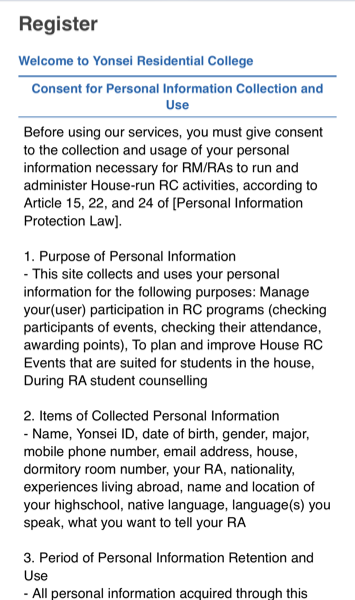 Register
Welcome to Yonsei Residential College
Consent for Personal Information Collection and
Use
Before using our services, you must give consent
to the collection and usage of your personal
information necessary for RM/RAs to run and
administer House-run RC activities, according to
Article 15, 22, and 24 of [Personal Information
Protection Law].
1. Purpose of Personal Information
- This site collects and uses your personal
information for the following purposes: Manage
your(user) participation in RC programs (checking
participants of events, checking their attendance,
awarding points), To plan and improve House RC
Events that are suited for students in the house,
During RA student counselling
2. Items of Collected Personal Information
- Name, Yonsei ID, date of birth, gender, major,
mobile phone number, email address, house,
dormitory room number, your RA, nationality,
experiences living abroad, name and location of
your highschool, native language, language(s) you
speak, what you want to tell your RA
3. Period of Personal Information Retention and
Use
- All personal information acquired through this